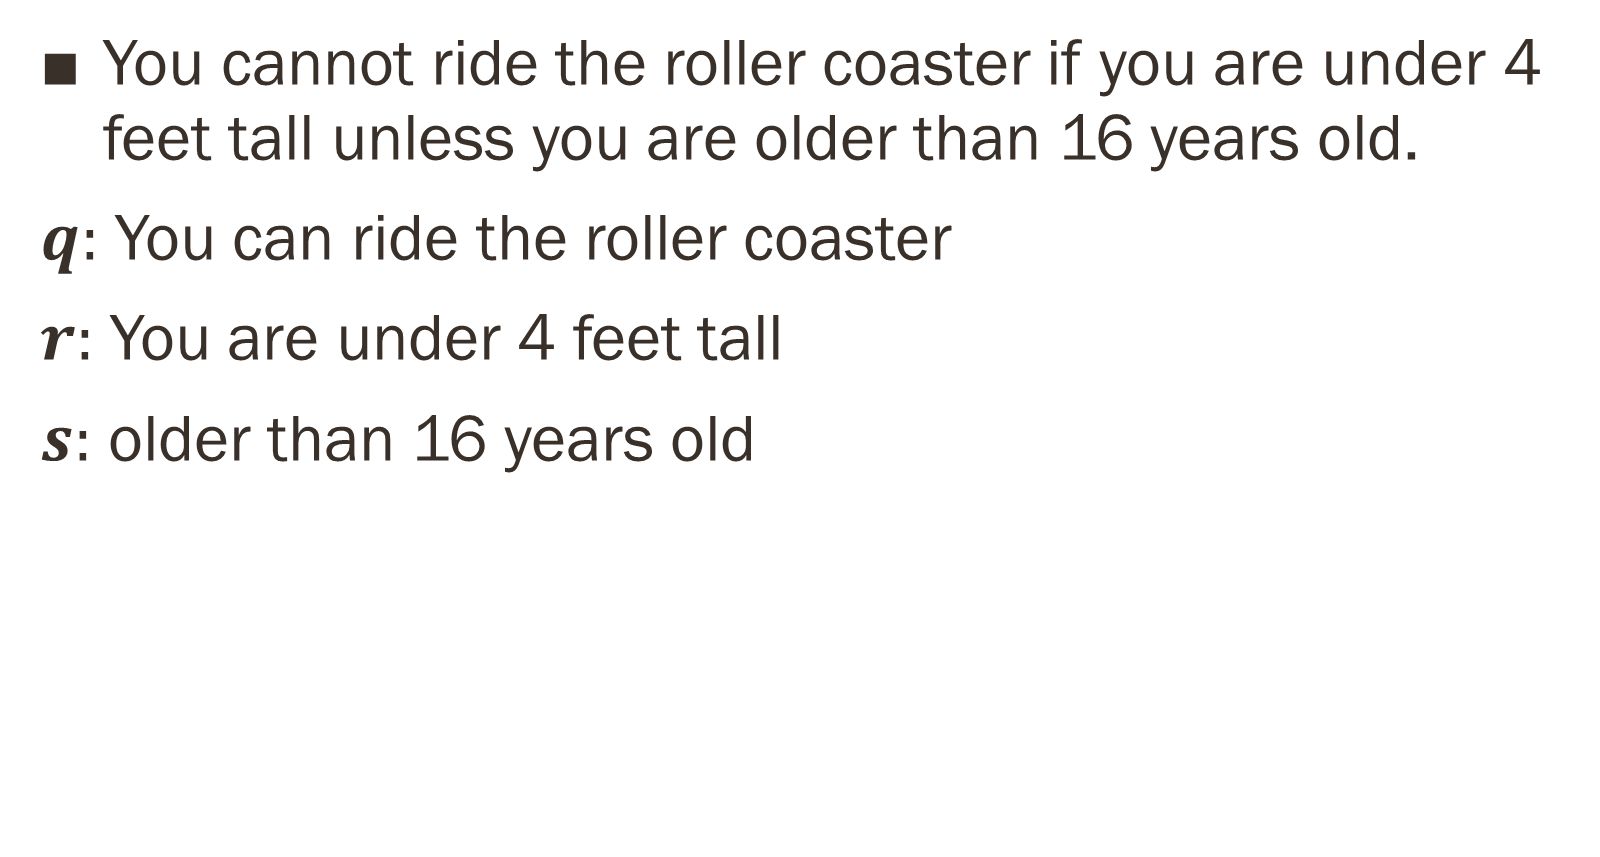 ■ You cannot ride the roller coaster if you are under 4
feet tall unless you are older than 16 years old.
q: You can ride the roller coaster
r: You are under 4 feet tall
s: older than 16 years old